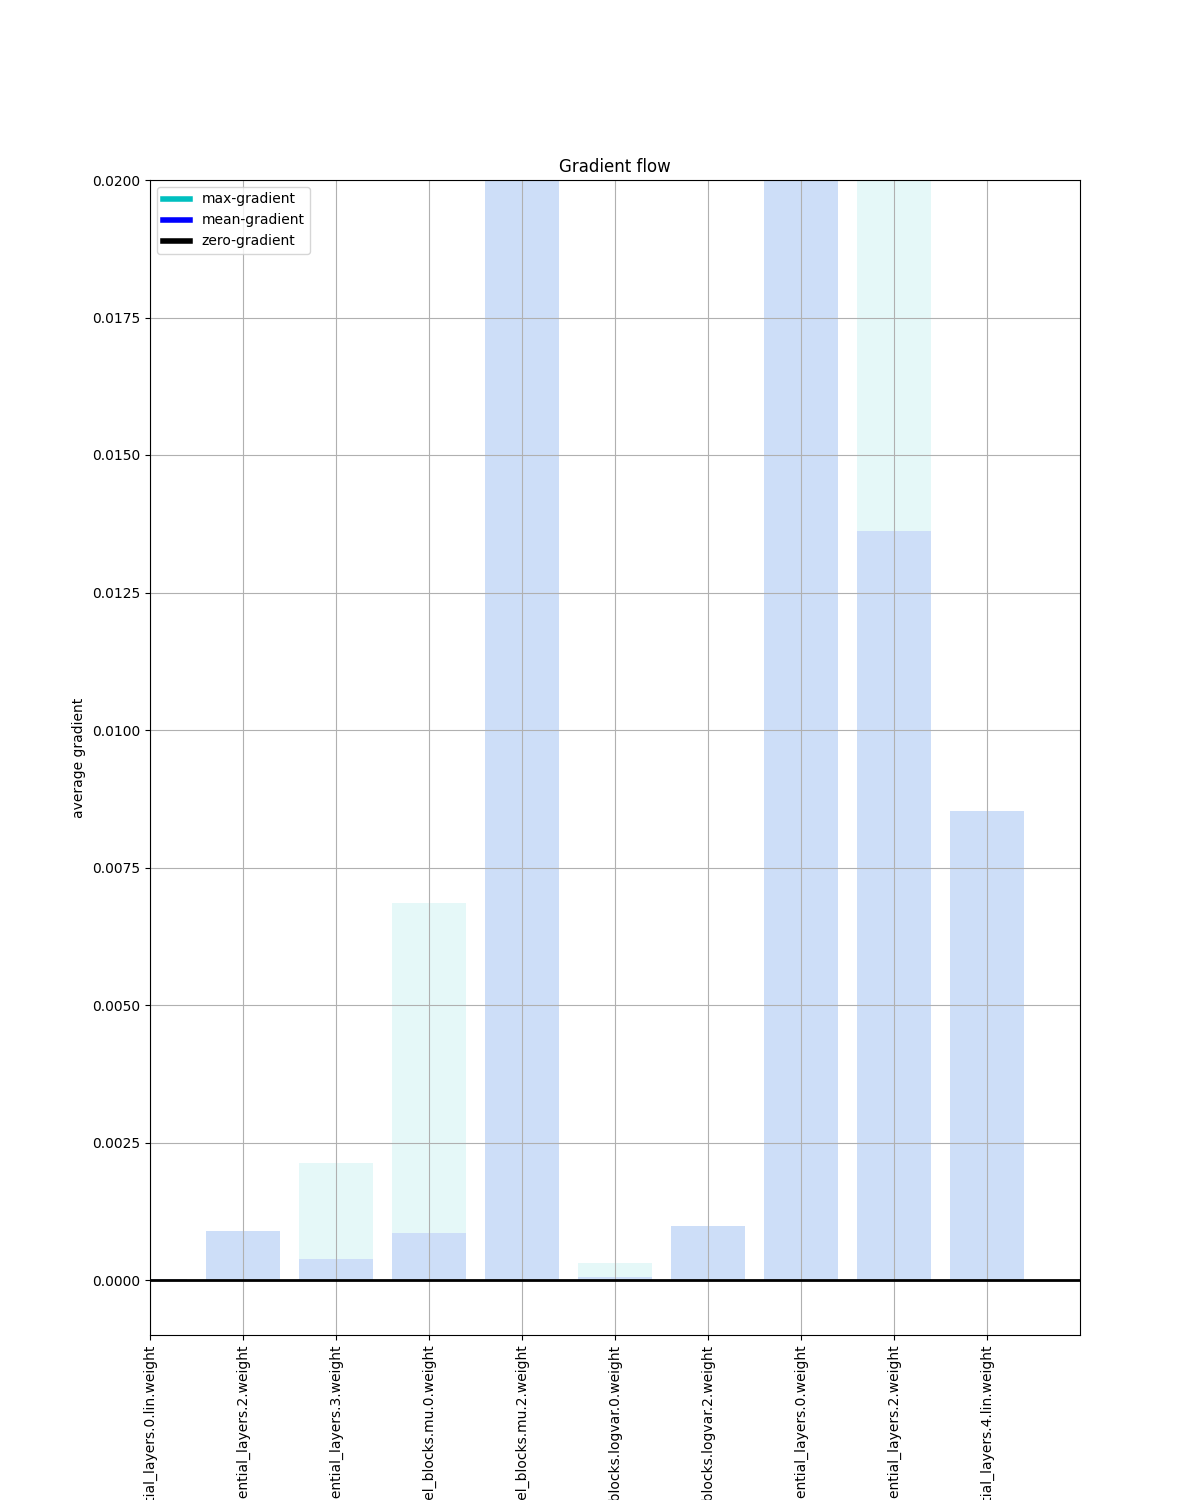 Gradient flow
max-gradient
mean-gradient
zero-gradient
0.0200
0.0175
0.0150
0.0125
0.0100
0.0075
0.0050
0.0025
0.0000
average gradient
tial_layers.0.lin.weight
ential_layers.2.weight
ential_layers.3.weight
el_blocks.mu.0.weight
el_blocks.mu.2.weight
blocks.logvar.0.weight
blocks.logvar.2.weight
ential_layers.0.weight
ential_layers.2.weight
tial_layers.4.lin.weight